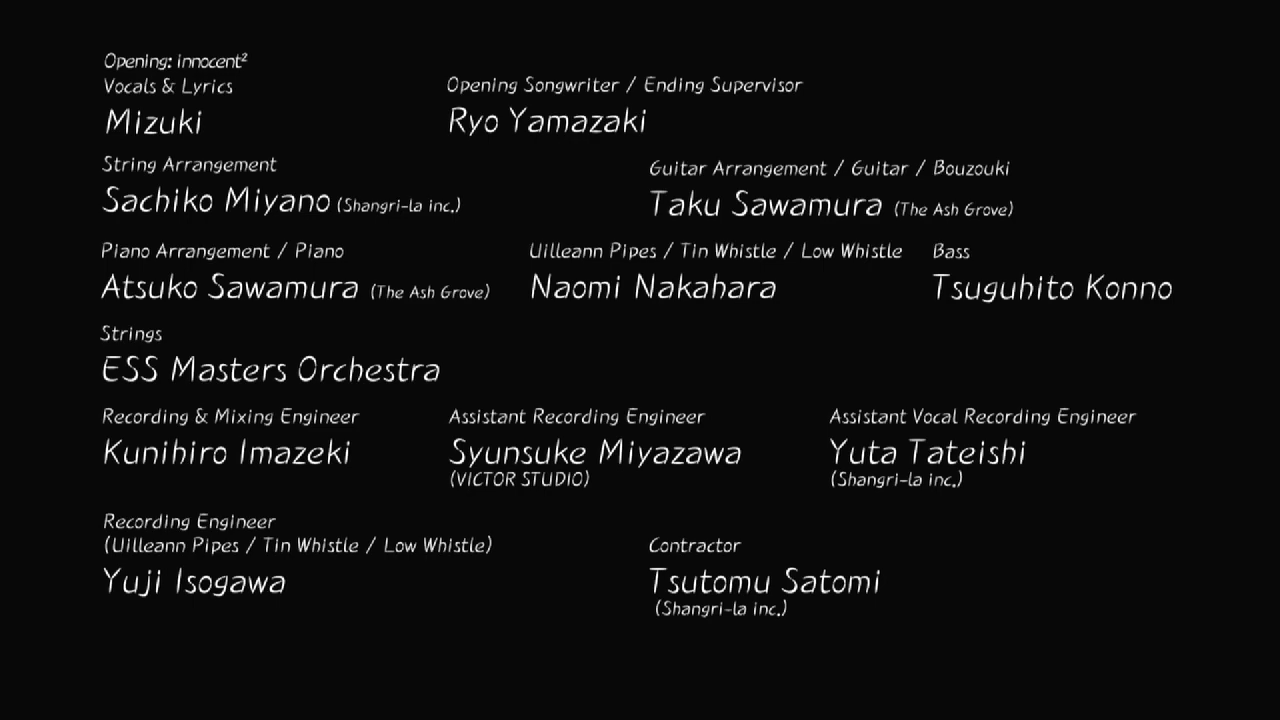 Opening: innocent²
Vocals & Lyrics
Mizuki
Opening Songwriter / Ending Supervisor
Ryo Yamazaki
String Arrangement
Sachiko Miyano (Shangri-la inc.)
Guitar Arrangement / Guitar / Bouzouki
Taku Sawamura (The Ash Grove)
Piano Arrangement / Piano
Atsuko Sawamura (The Ash Grove)
Uilleann Pipes / Tin Whistle / Low Whistle
Naomi Nakahara
Bass
Tsuguhito Konno
Strings
ESS Masters Orchestra
Recording & Mixing Engineer
Kunihiro Imazeki
Assistant Recording Engineer
Syunsuke Miyazawa
(VICTOR STUDIO)
Assistant Vocal Recording Engineer
Yuta Tateishi
(Shangri-la inc.)
Recording Engineer
(Uilleann Pipes / Tin Whistle / Low Whistle)
Yuji Isogawa
Contractor
Tsutomu Satomi
(Shangri-la inc.)